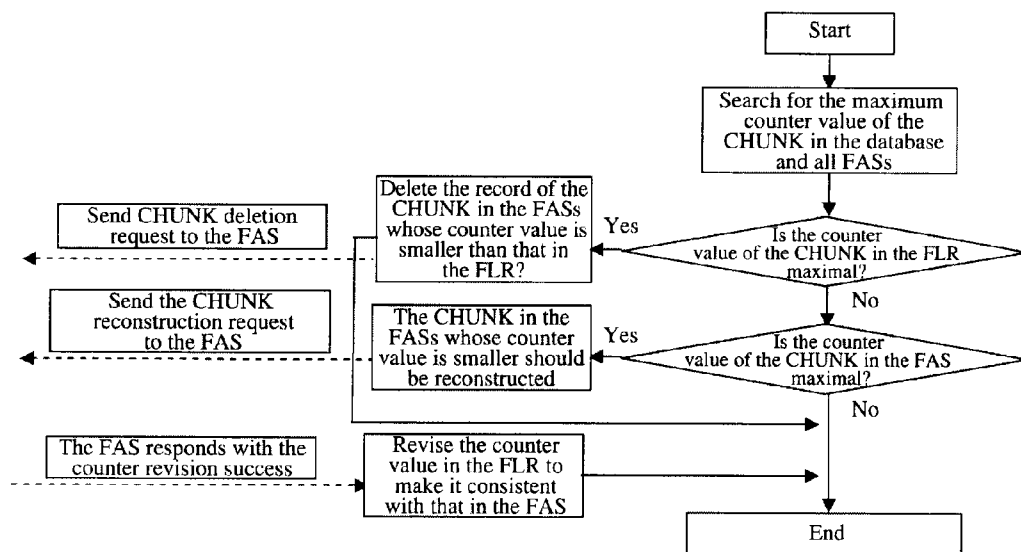 Start
Search for the maximum
counter value of the
CHUNK in the database
and all FASs
Delete the record of the
CHUNK in the FASs
whose counter value is
smaller than that in
the FLR?
Send CHUNK deletion
request to the FAS
Yes
Is the counter
value of the CHUNK in the FLR
maximal?
No
Send the CHUNK
reconstruction request
to the FAS
The CHUNK in the
FASs whose counter
value is smaller should
be reconstructed
Yes
Is the counter
value of the CHUNK in the FAS
maximal?
No
The FAS responds with the
counter revision success
Revise the counter
value in the FLR to
make it consistent
with that in the FAS
End